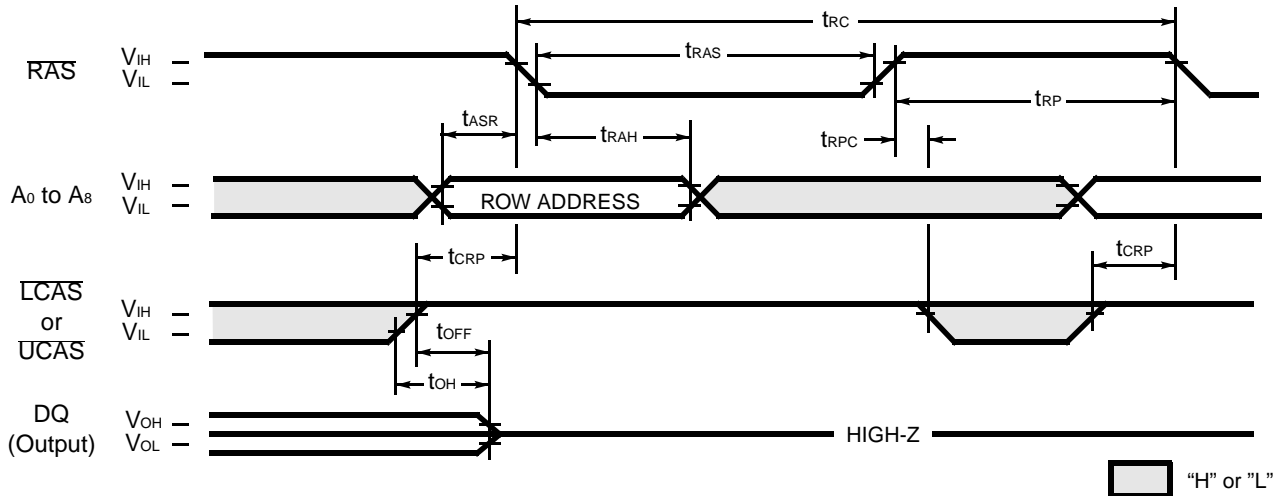 tRC
RAS
VIH
VIL
tRAS
tRP
tASR
tRAH
tRPC
A0 to A8
VIH
VIL
ROW ADDRESS
tCRP
tCRP
LCAS
or
UCAS
VIH
VIL
tOFF
tOH
DQ
(Output)
VOH
VOL
HIGH-Z
“H” or ”L”